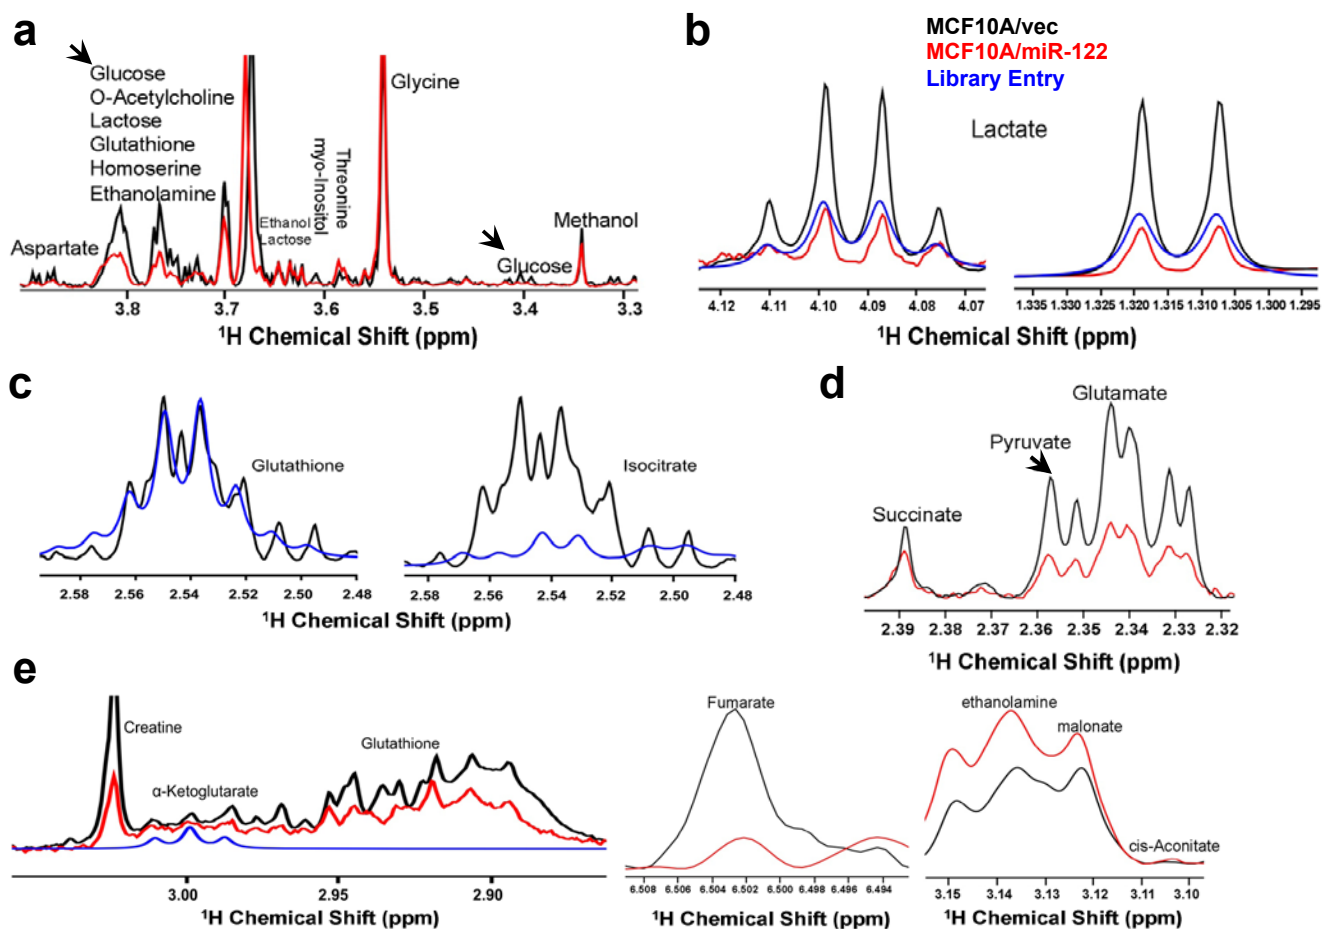 a
Glucose
O-Acetylcholine
Lactose
Glutathione
Homoserine
Ethanolamine
Aspartate
Ethanol
Lactose
myo-Inositol
Threonine
Glycine
Glucose
Methanol
3.8 3.7 3.6 3.5 3.4 3.3
¹H Chemical Shift (ppm)
b
MCF10A/vec
MCF10A/miR-122
Library Entry
Lactate
4.12 4.11 4.10 4.09 4.08 4.07
1.335 1.330 1.325 1.320 1.315 1.310 1.305 1.300 1.295
¹H Chemical Shift (ppm)
c
Glutathione
Isocitrate
2.58 2.56 2.54 2.52 2.50 2.48
2.58 2.56 2.54 2.52 2.50 2.48
¹H Chemical Shift (ppm)
d
Glutamate
Pyruvate
Succinate
2.39 2.38 2.37 2.36 2.35 2.34 2.33 2.32
¹H Chemical Shift (ppm)
e
Creatine
α-Ketoglutarate
Glutathione
3.00 2.95 2.90
¹H Chemical Shift (ppm)
Fumarate
6.508 6.506 6.504 6.502 6.500 6.498 6.496 6.494
¹H Chemical Shift (ppm)
ethanolamine
malonate
cis-Aconitate
3.15 3.14 3.13 3.12 3.11 3.10
¹H Chemical Shift (ppm)